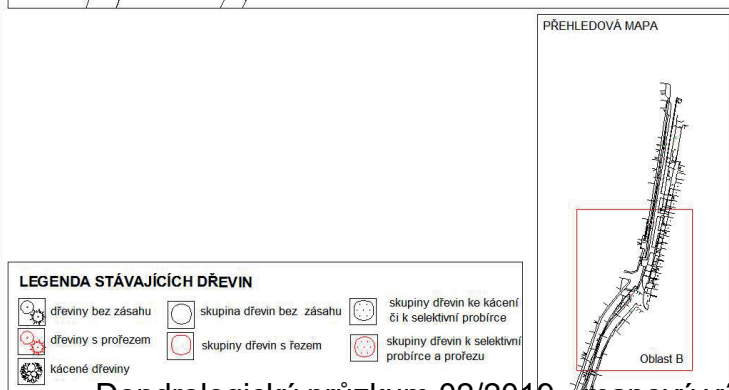 PŘEHLEDOVÁ MAPA
Oblast B
LEGENDA STÁVAJÍCÍCH DŘEVIN
dřeviny bez zásahu
dřeviny s prořezem
kácené dřeviny
skupina dřevin bez zásahu
skupiny dřevin s řezem
skupiny dřevin ke kácení
či k selektivní probírce
skupiny dřevin k selektivní
probírce a prořezu
Dendrologický průzkum 02/2019